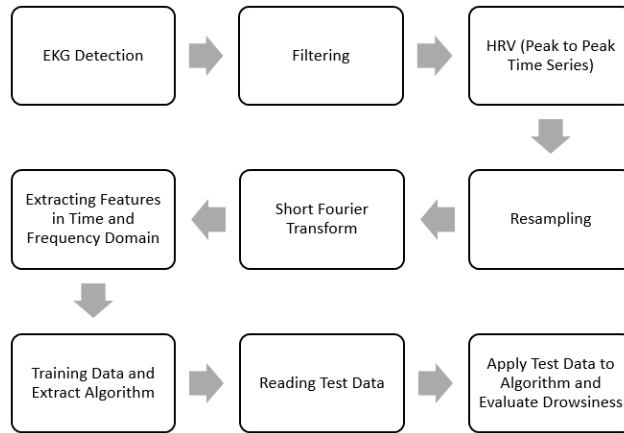 EKG Detection
Filtering
HRV (Peak to Peak
Time Series)
Resampling
Short Fourier
Transform
Extracting Features
in Time and
Frequency Domain
Training Data and
Extract Algorithm
Reading Test Data
Apply Test Data to
Algorithm and
Evaluate Drowsiness